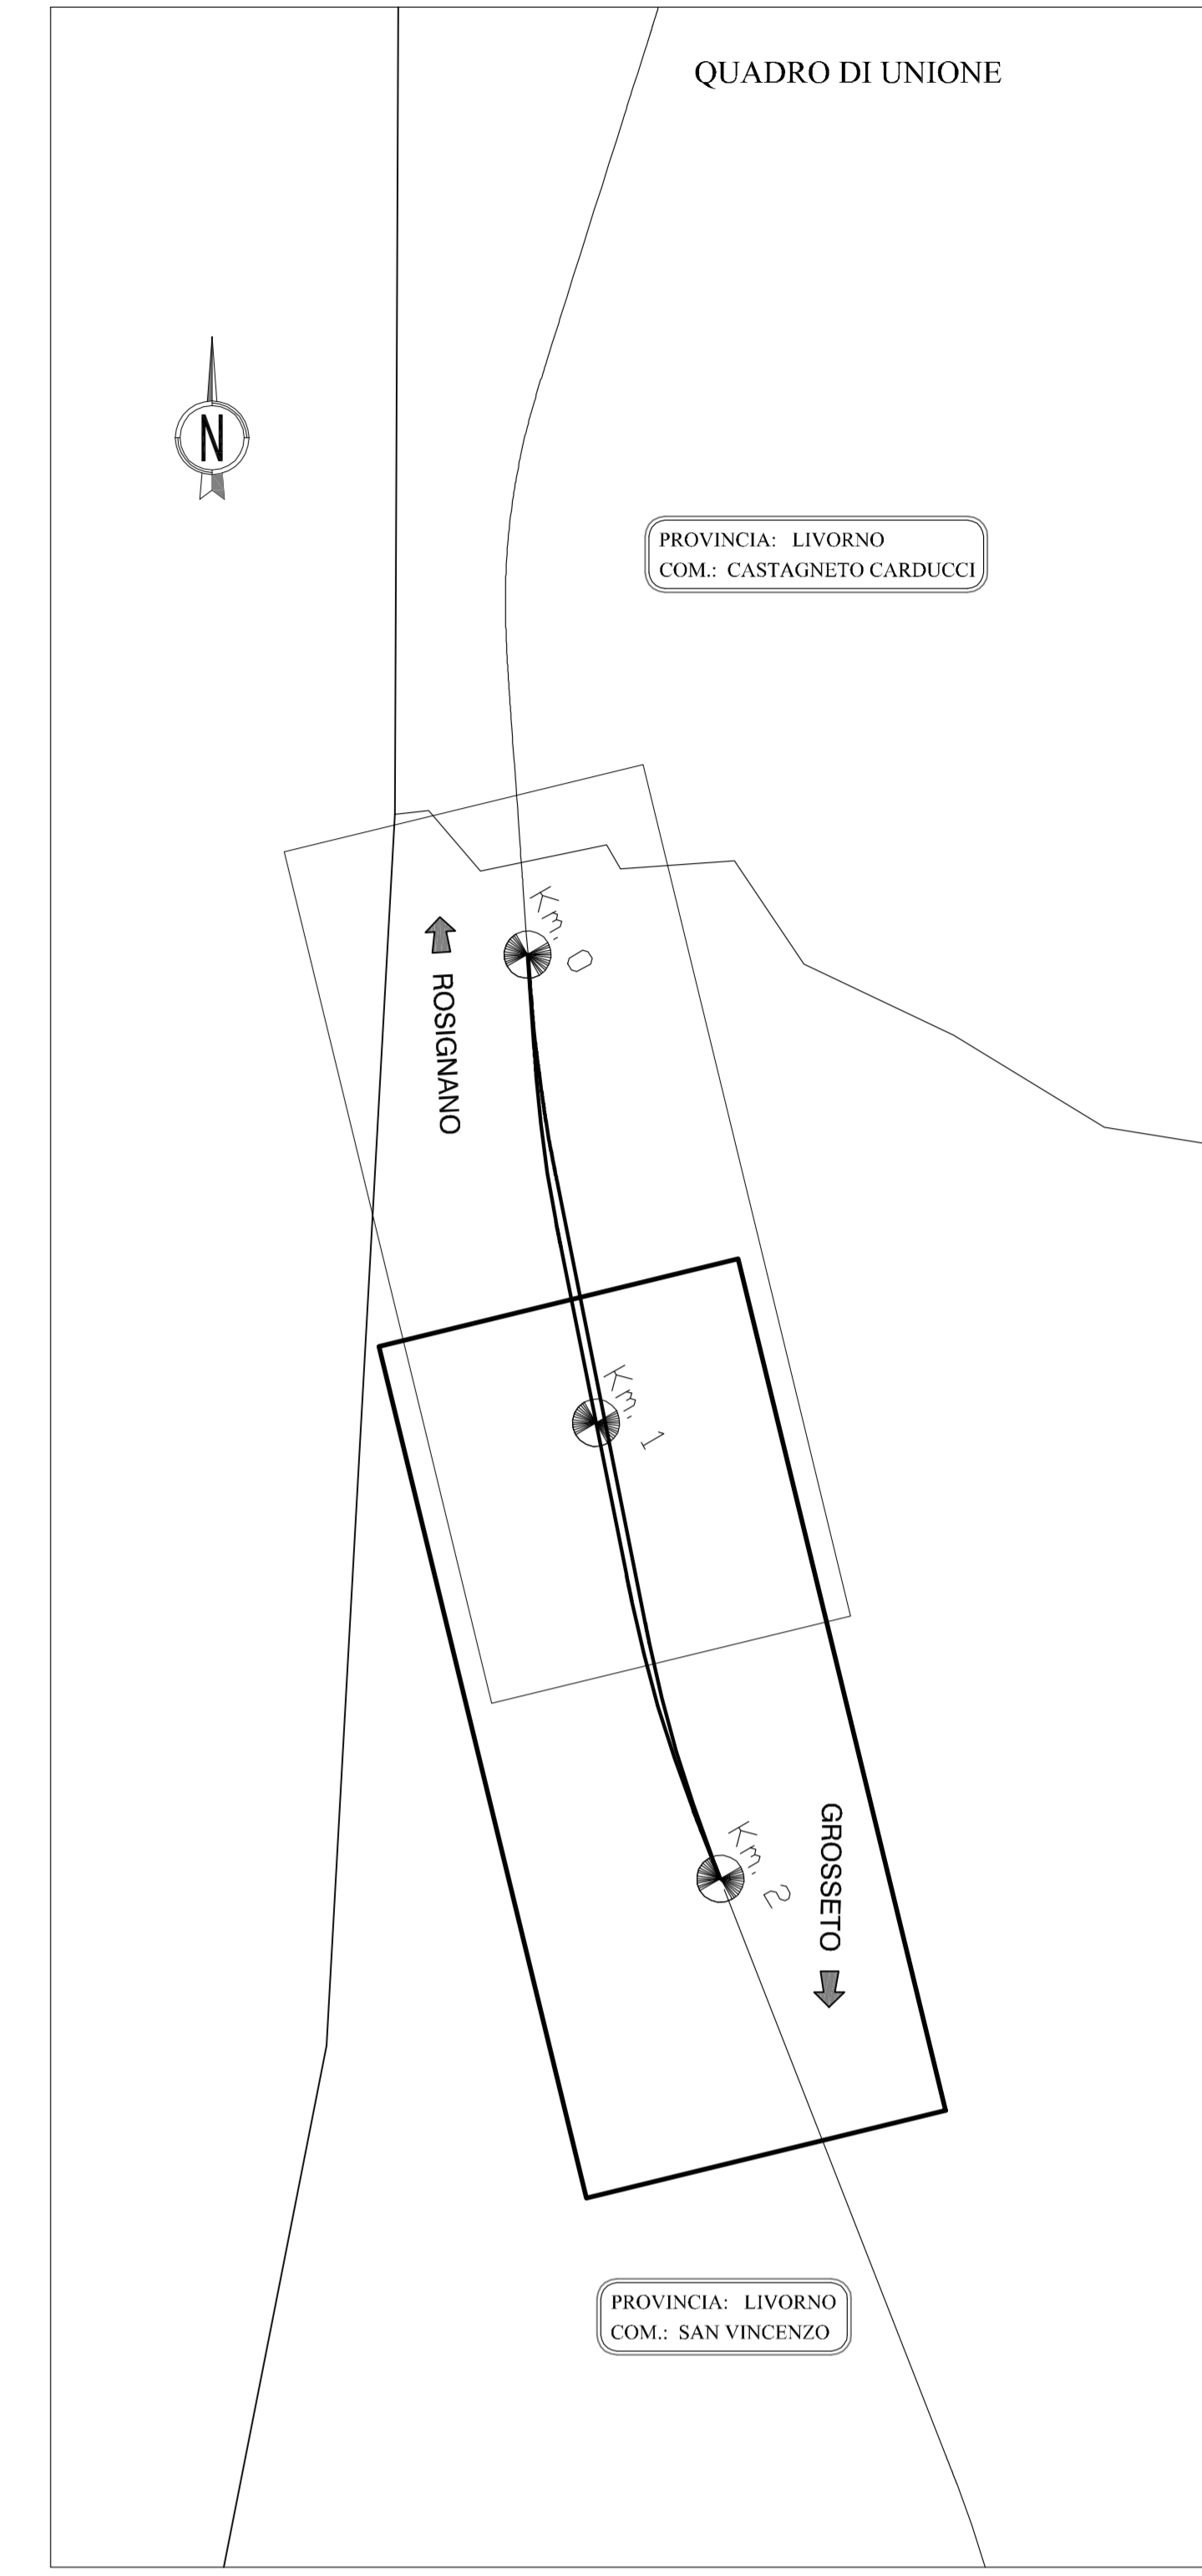 QUADRO DI UNIONE
N
PROVINCIA: LIVORNO
COM.: CASTAGNETO CARDUCCI
Km. 0
ROSIGNANO
Km. 1
Km. 2
GROSSETO
PROVINCIA: LIVORNO
COM.: SAN VINCENZO